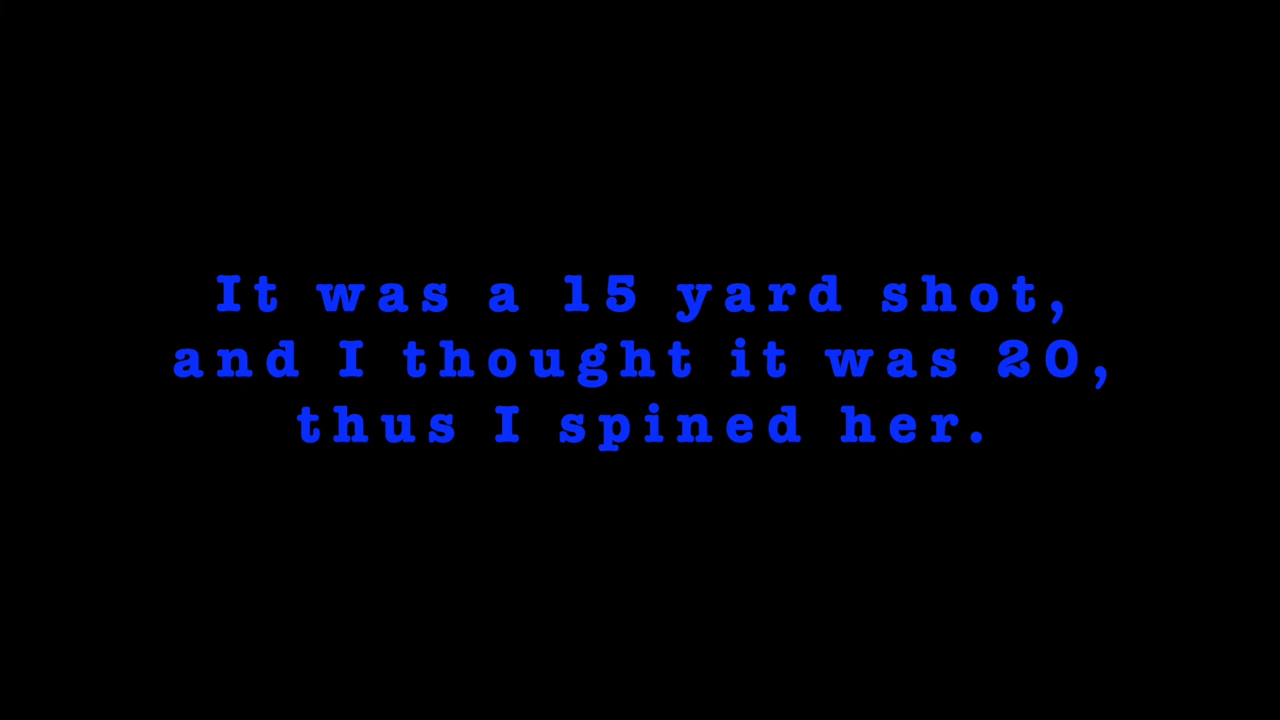 It was a 15 yard shot,
and I thought it was 20,
thus I spined her.